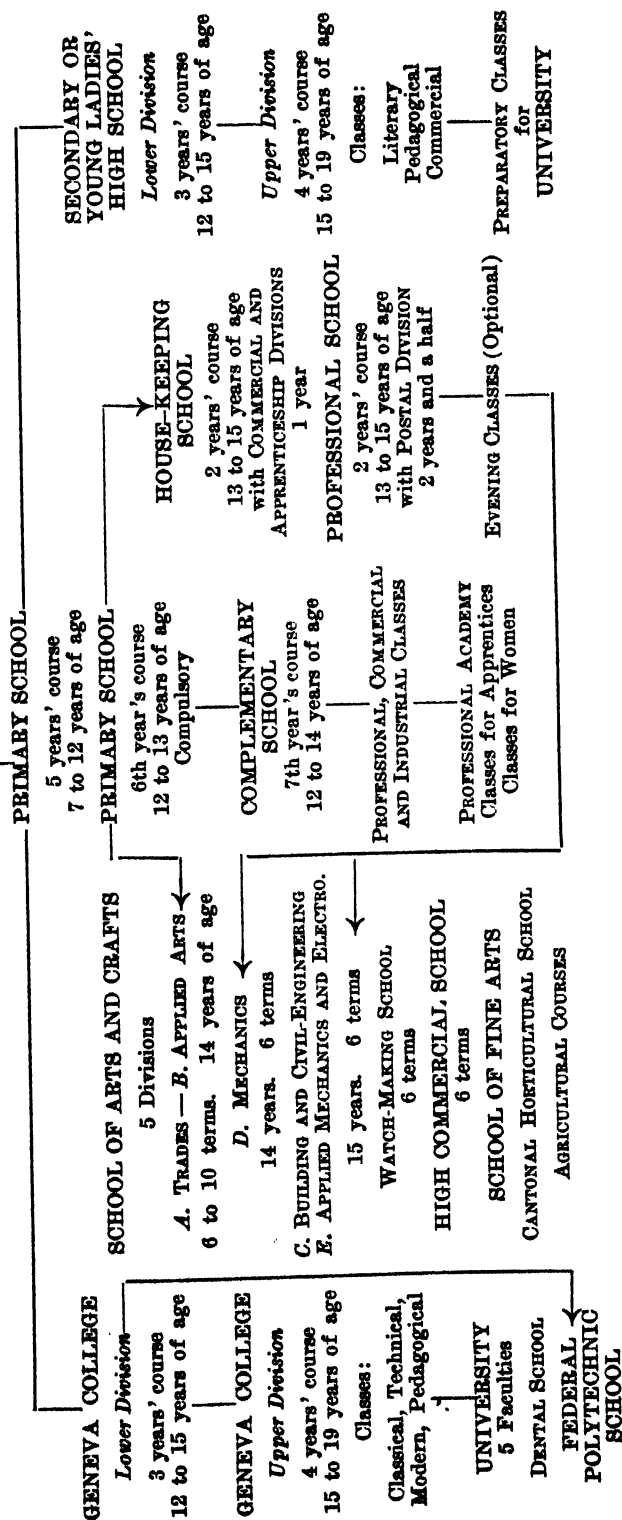 PRIMARY SCHOOL
5 years' course
7 to 12 years of age
PRIMARY SCHOOL
6th year's course
12 to 13 years of age
Compulsory
COMPLEMENTARY
SCHOOL
7th year's course
12 to 14 years of age
PROFESSIONAL, COMMERCIAL
AND INDUSTRIAL CLASSES
PROFESSIONAL ACADEMY
Classes for Apprentices
Classes for Women
GENEVA COLLEGE
Lower Division
3 years' course
12 to 15 years of age
GENEVA COLLEGE
Upper Division
4 years' course
15 to 19 years of age
Classes:
Classical, Technical,
Modern, Pedagogical
UNIVERSITY
5 Faculties
DENTAL SCHOOL
FEDERAL
POLYTECHNIC
SCHOOL
SCHOOL OF ARTS AND CRAFTS
5 Divisions
A. TRADES — B. APPLIED ARTS
6 to 10 terms. 14 years of age
D. MECHANICS
14 years. 6 terms
C. BUILDING AND CIVIL-ENGINEERING
E. APPLIED MECHANICS AND ELECTRO.
15 years. 6 terms
WATCH-MAKING SCHOOL
6 terms
HIGH COMMERCIAL SCHOOL
6 terms
SCHOOL OF FINE ARTS
CANTONAL HORTICULTURAL SCHOOL
AGRICULTURAL COURSES
HOUSE-KEEPING
SCHOOL
2 years' course
13 to 15 years of age
with COMMERCIAL AND
APPRENTICESHIP DIVISIONS
1 year
PROFESSIONAL SCHOOL
2 years' course
13 to 15 years of age
with POSTAL DIVISION
2 years and a half
EVENING CLASSES (Optional)
SECONDARY OR
YOUNG LADIES'
HIGH SCHOOL
Lower Division
3 years' course
12 to 15 years of age
Upper Division
4 years' course
15 to 19 years of age
Classes:
Literary
Pedagogical
Commercial
PREPARATORY CLASSES
for
UNIVERSITY